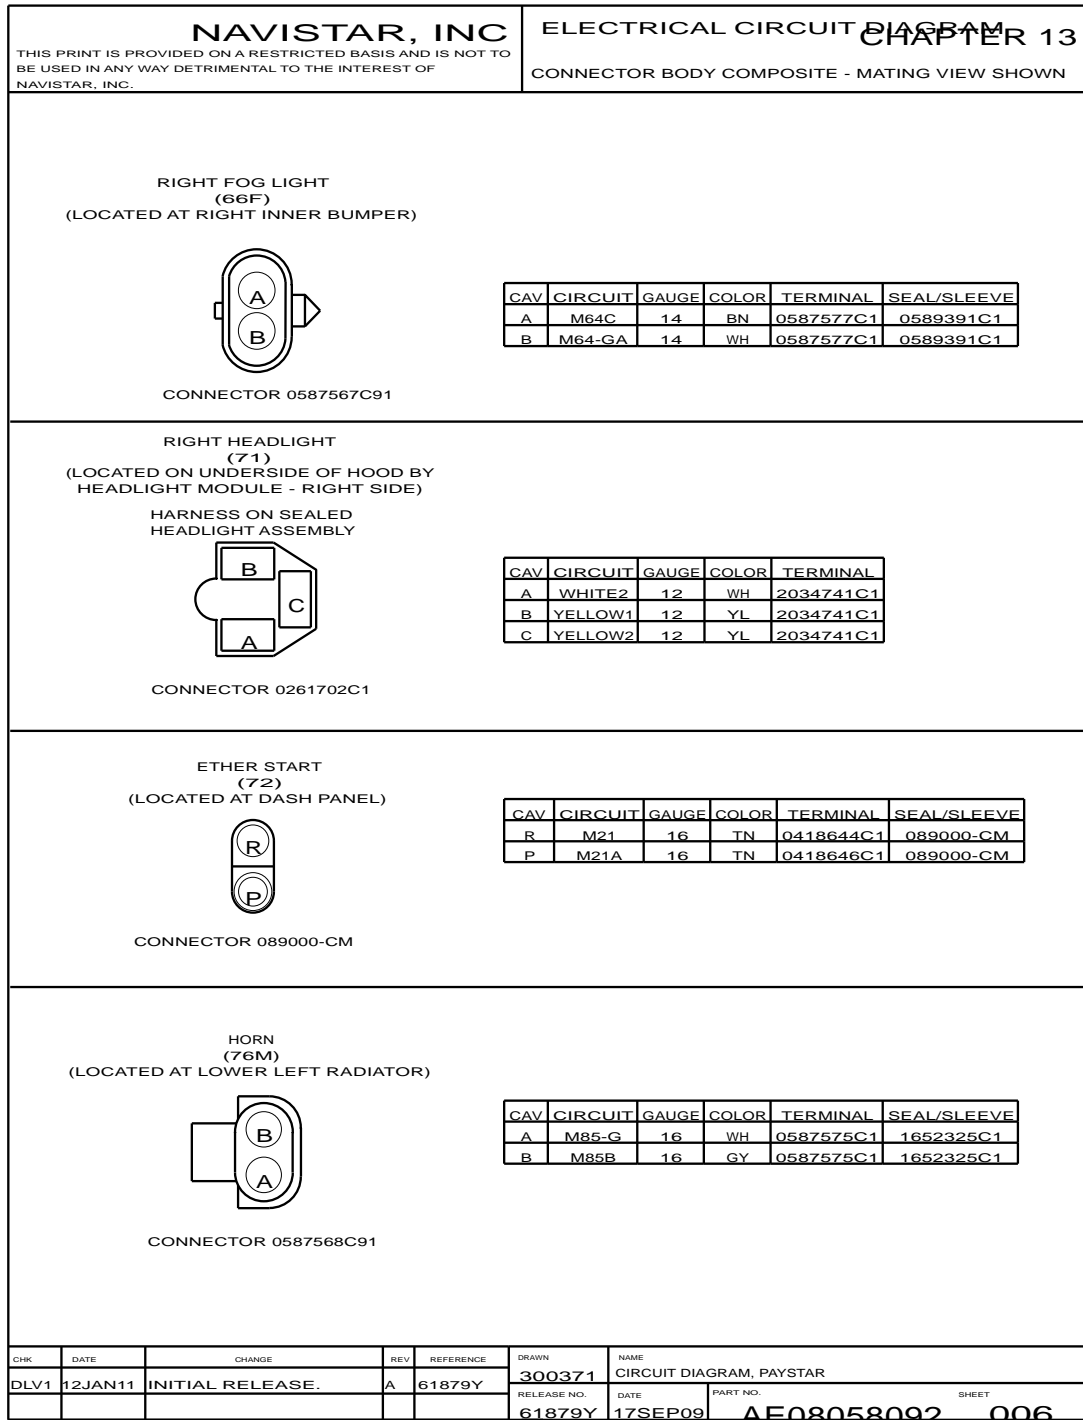 NAVISTAR, INC
THIS PRINT IS PROVIDED ON A RESTRICTED BASIS AND IS NOT TO
BE USED IN ANY WAY DETRIMENTAL TO THE INTEREST OF
NAVISTAR, INC.
ELECTRICAL CIRCUIT DIAGRAM
CHAPTER 13
CONNECTOR BODY COMPOSITE - MATING VIEW SHOWN
RIGHT FOG LIGHT
(66F)
(LOCATED AT RIGHT INNER BUMPER)
A
B
CONNECTOR 0587567C91
CAV CIRCUIT GAUGE COLOR TERMINAL SEAL/SLEEVE
A M64C 14 BN 0587577C1 0589391C1
B M64-GA 14 WH 0587577C1 0589391C1
RIGHT HEADLIGHT
(71)
(LOCATED ON UNDERSIDE OF HOOD BY
HEADLIGHT MODULE - RIGHT SIDE)
HARNESS ON SEALED
HEADLIGHT ASSEMBLY
B
C
A
CONNECTOR 0261702C1
CAV CIRCUIT GAUGE COLOR TERMINAL
A WHITE2 12 WH 2034741C1
B YELLOW1 12 YL 2034741C1
C YELLOW2 12 YL 2034741C1
ETHER START
(72)
(LOCATED AT DASH PANEL)
R
P
CONNECTOR 089000-CM
CAV CIRCUIT GAUGE COLOR TERMINAL SEAL/SLEEVE
R M21 16 TN 0418644C1 089000-CM
P M21A 16 TN 0418646C1 089000-CM
HORN
(76M)
(LOCATED AT LOWER LEFT RADIATOR)
B
A
CONNECTOR 0587568C91
CAV CIRCUIT GAUGE COLOR TERMINAL SEAL/SLEEVE
A M85-G 16 WH 0587575C1 1652325C1
B M85B 16 GY 0587575C1 1652325C1
CHK DATE CHANGE REV REFERENCE
DLV1 12JAN11 INITIAL RELEASE. A 61879Y
DRAWN
300371
NAME
CIRCUIT DIAGRAM, PAYSTAR
RELEASE NO.
61879Y
DATE
17SEP09
PART NO.
AE08058092
SHEET
006